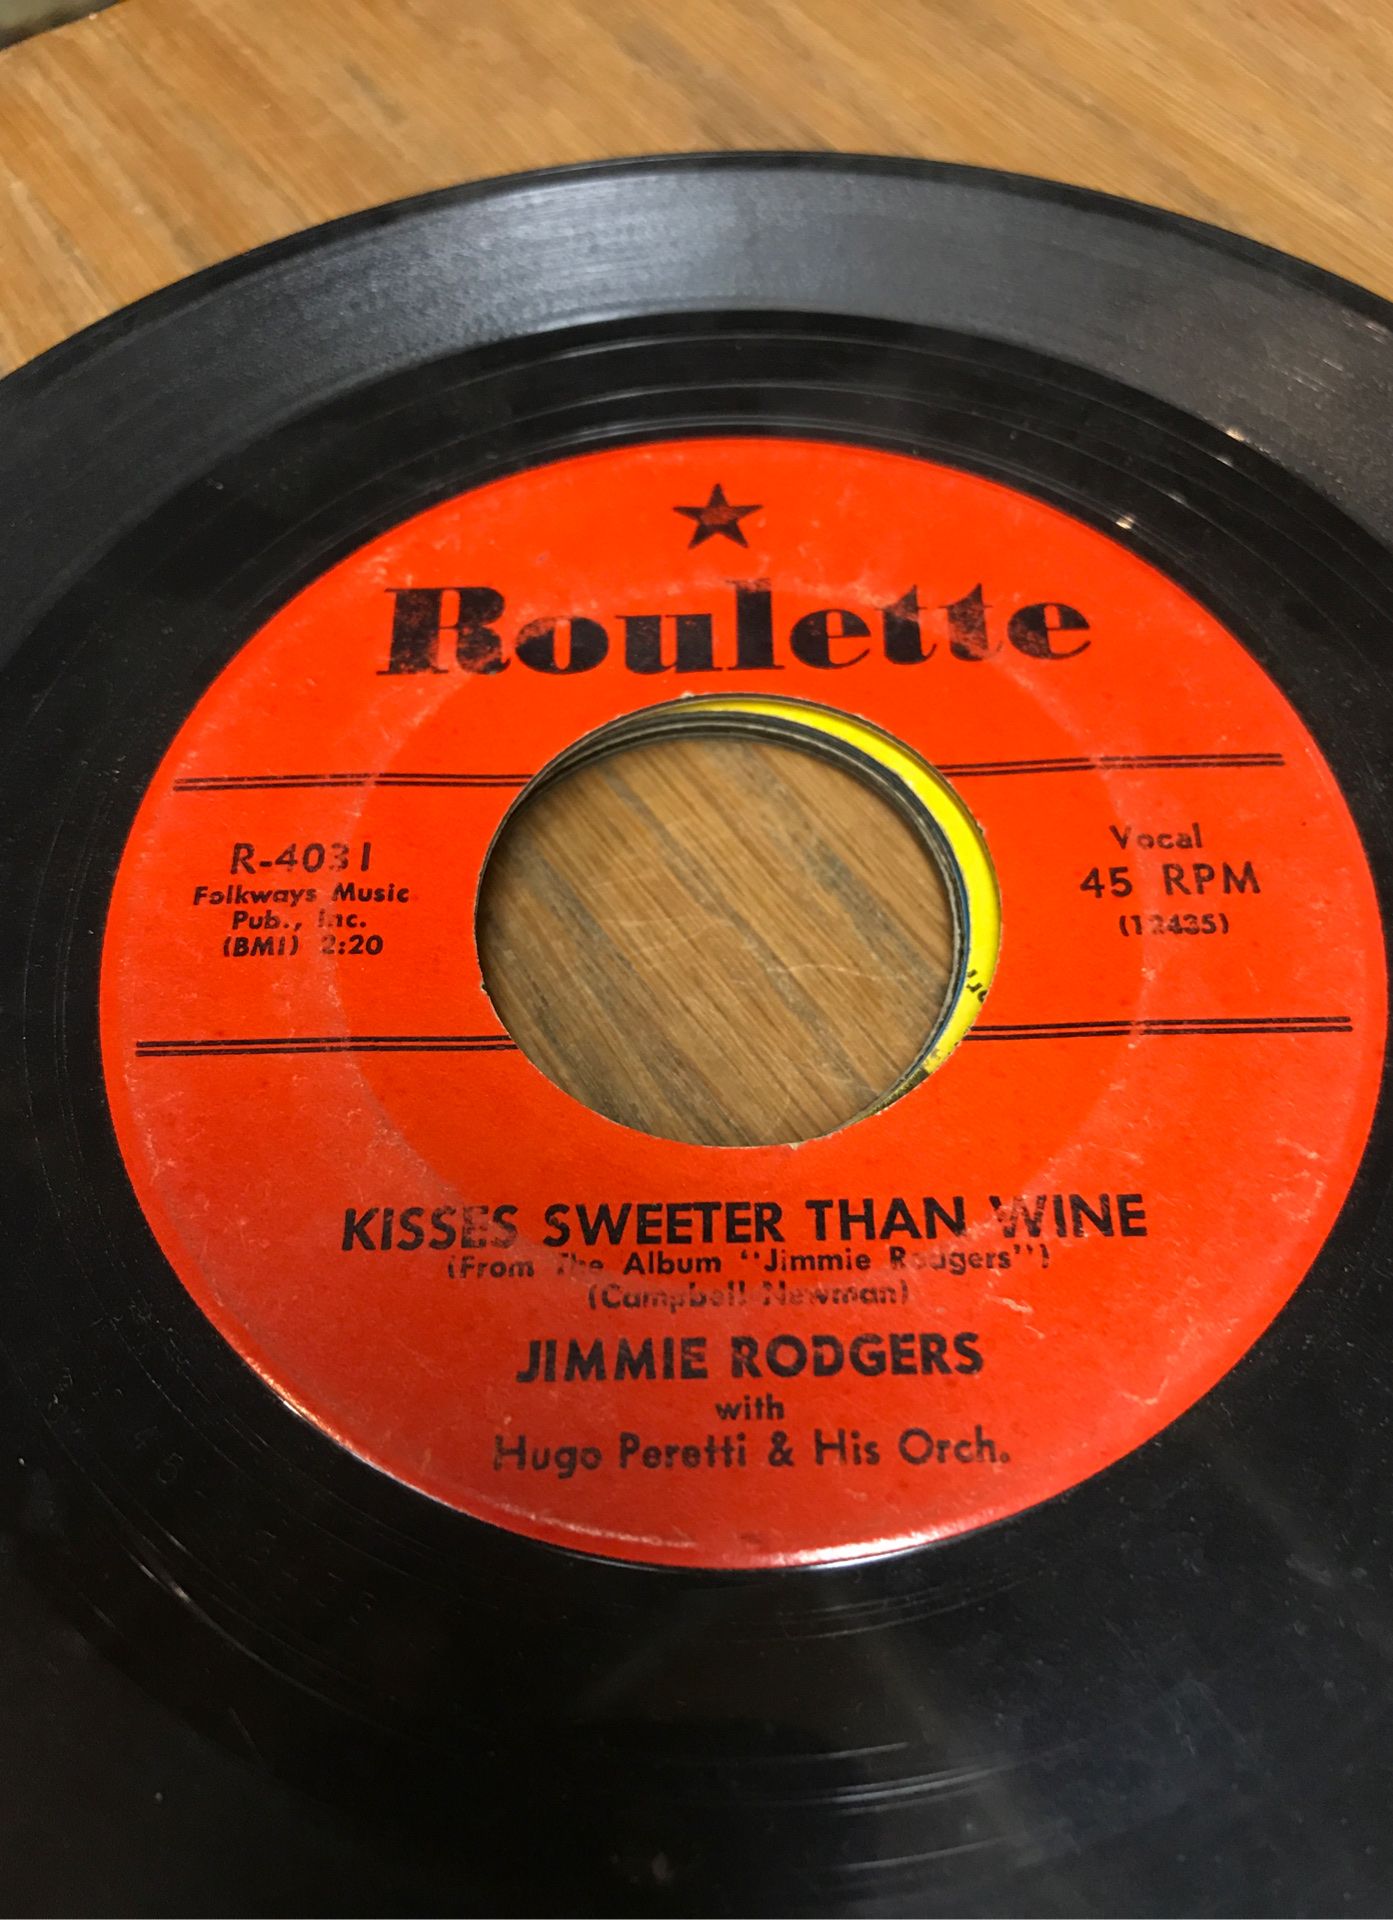 Roulette
R-4031
Folkways Music
Pub., Inc.
(BMI) 2:20
Vocal
45 RPM
(12435)
KISSES SWEETER THAN WINE
(From The Album "Jimmie Rodgers")
(Campbell Newman)
JIMMIE RODGERS
with
Hugo Peretti & His Orch.